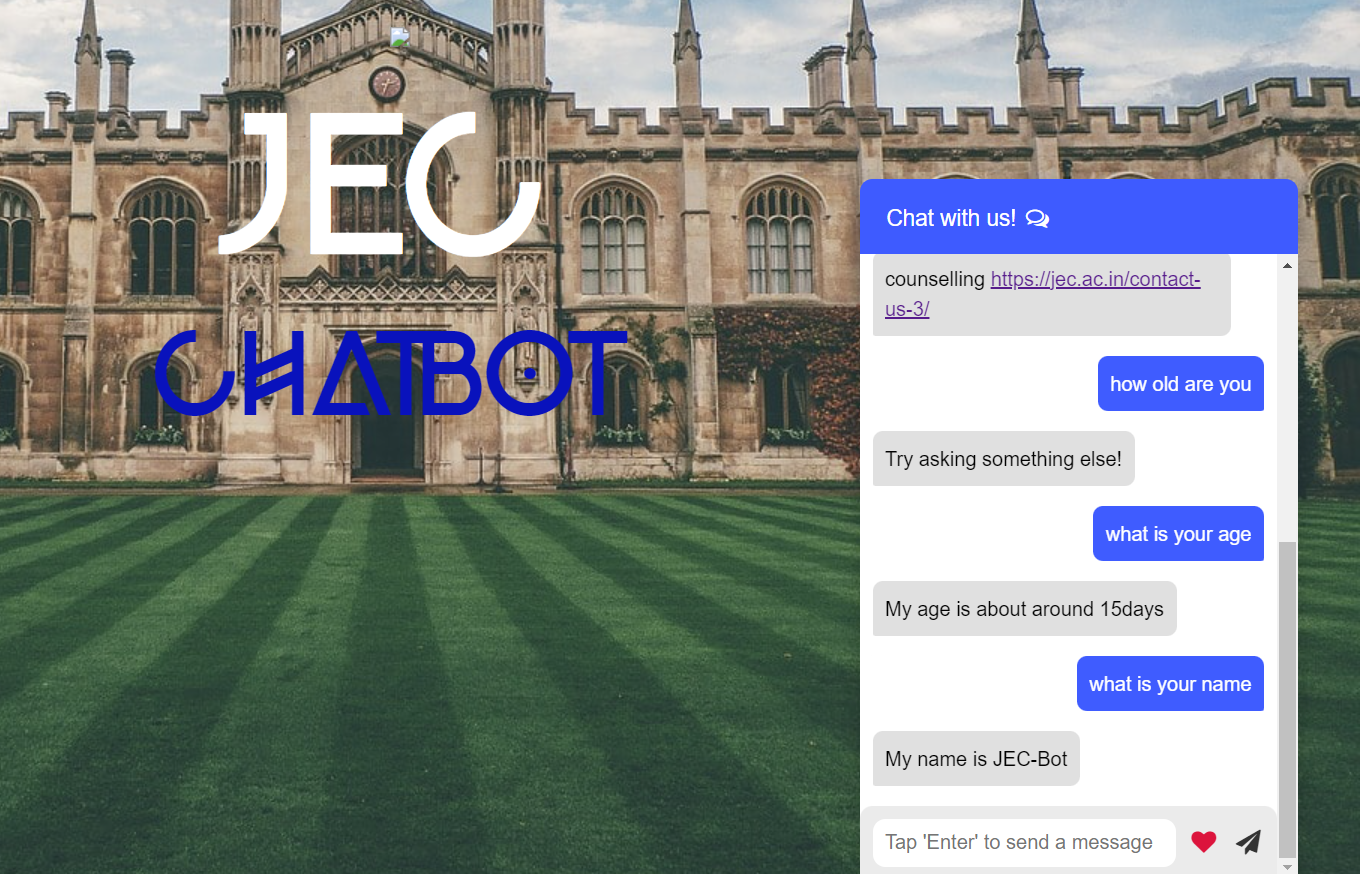 JEC
CHATBOT
Chat with us!
counselling https://jec.ac.in/contact-
us-3/
how old are you
Try asking something else!
what is your age
My age is about around 15days
what is your name
My name is JEC-Bot
Tap 'Enter' to send a message